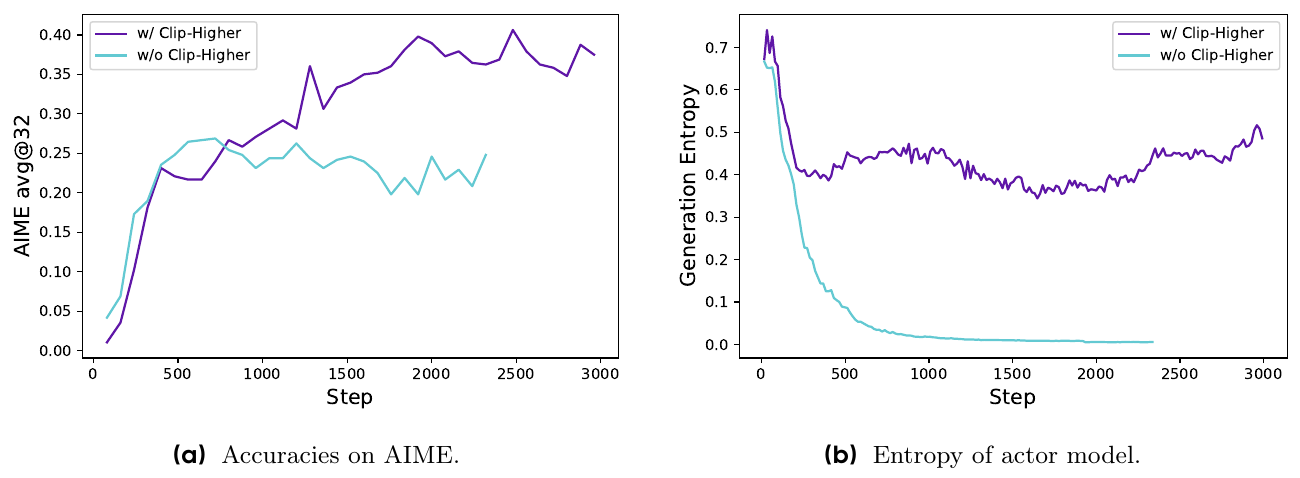 w/ Clip-Higher
w/o Clip-Higher
0.40
0.35
0.30
0.25
0.20
0.15
0.10
0.05
0.00
AIME avg@32
0 500 1000 1500 2000 2500 3000
Step
(a) Accuracies on AIME.
w/ Clip-Higher
w/o Clip-Higher
0.7
0.6
0.5
0.4
0.3
0.2
0.1
0.0
Generation Entropy
0 500 1000 1500 2000 2500 3000
Step
(b) Entropy of actor model.